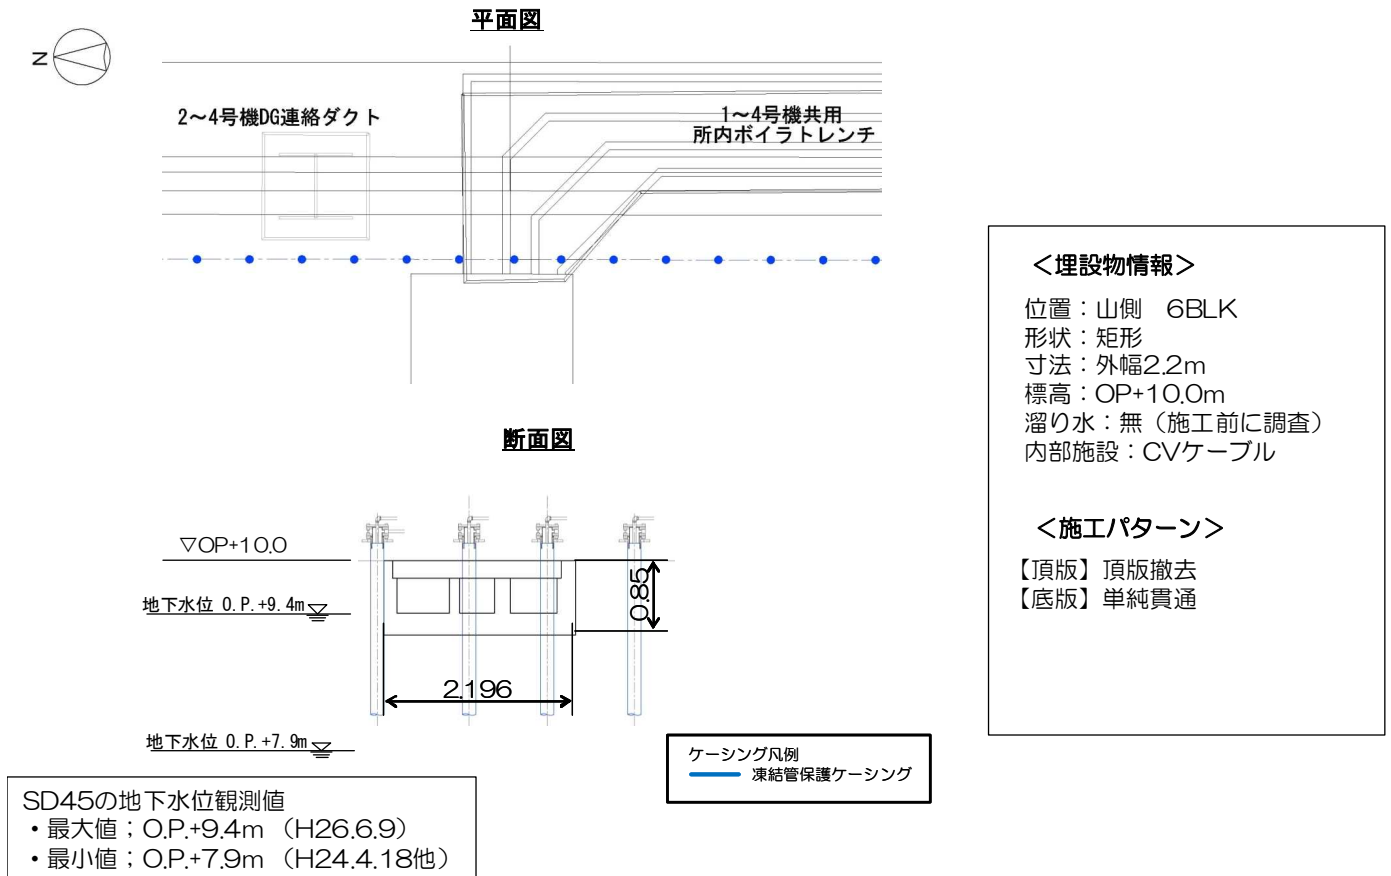 平面図
N
2～4号機DG連絡ダクト
1～4号機共用
所内ボイラトレンチ
断面図
▽OP+10.0
地下水位 O.P.+9.4m
0.85
2.196
地下水位 O.P.+7.9m
ケーシング凡例
凍結管保護ケーシング
SD45の地下水位観測値
・最大値；O.P.+9.4m （H26.6.9）
・最小値；O.P.+7.9m （H24.4.18他）
＜埋設物情報＞
位置：山側　6BLK
形状：矩形
寸法：外幅2.2m
標高：OP+10.0m
溜り水：無（施工前に調査）
内部施設：CVケーブル
＜施工パターン＞
【頂版】頂版撤去
【底版】単純貫通